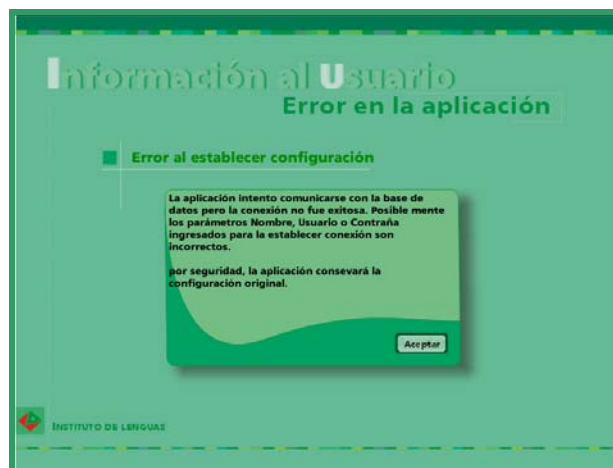 Información al Usuario
Error en la aplicación
Error al establecer configuración
La aplicación intento comunicarse con la base de
datos pero la conexión no fue exitosa. Posible mente
los parámetros Nombre, Usuario o Contraña
ingresados para la establecer conexión son
incorrectos.
por seguridad, la aplicación consevará la
configuración original.
Aceptar
INSTITUTO DE LENGUAS